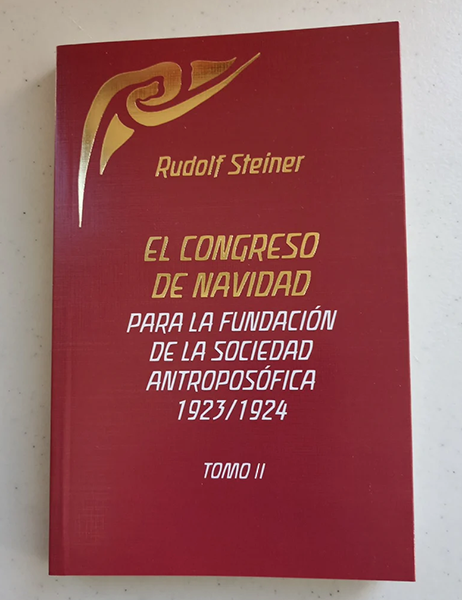 Rudolf Steiner
EL CONGRESO
DE NAVIDAD
PARA LA FUNDACIÓN
DE LA SOCIEDAD
ANTROPOSÓFICA
1923/1924
TOMO II